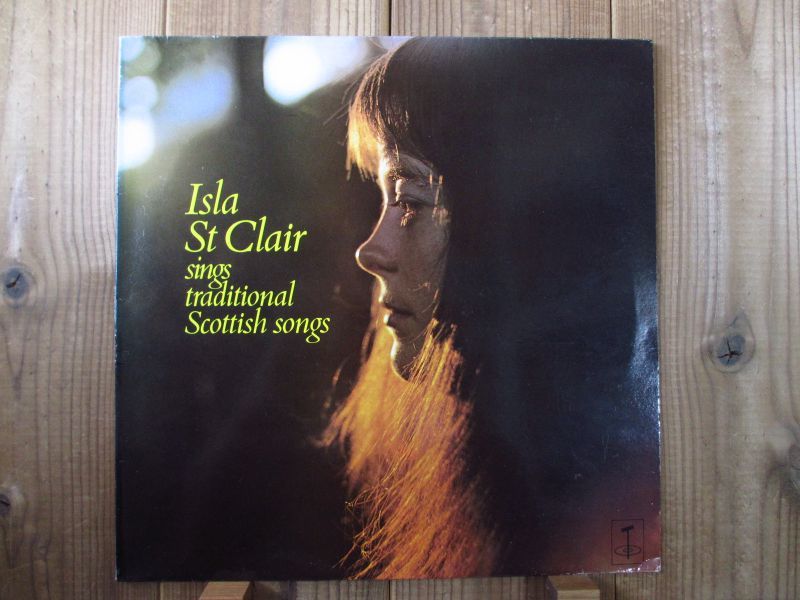 Isla
St Clair
sings
traditional
Scottish songs